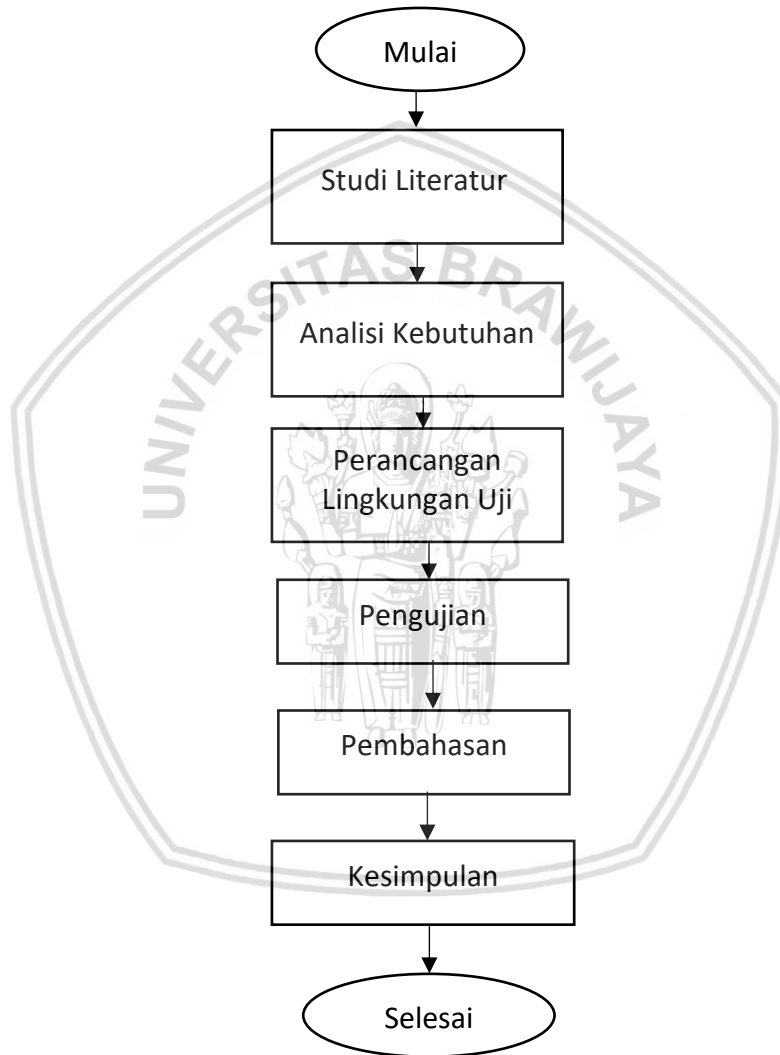 Mulai
Studi Literatur
UNIVERSITAS BRAWIJAYA
Analisi Kebutuhan
Perancangan
Lingkungan Uji
Pengujian
Pembahasan
Kesimpulan
Selesai